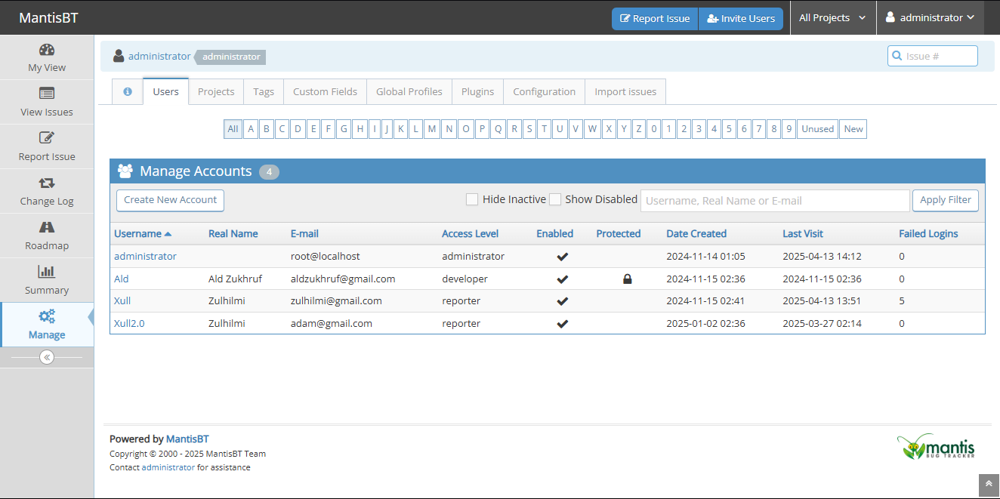 MantisBT
Report Issue Invite Users All Projects administrator
My View
View Issues
Report Issue
Change Log
Roadmap
Summary
Manage
administrator administrator Issue #
Users Projects Tags Custom Fields Global Profiles Plugins Configuration Import issues
All A B C D E F G H I J K L M N O P Q R S T U V W X Y Z 0 1 2 3 4 5 6 7 8 9 Unused New
Manage Accounts 4
Create New Account Hide Inactive Show Disabled Username, Real Name or E-mail Apply Filter
Username Real Name E-mail Access Level Enabled Protected Date Created Last Visit Failed Logins
administrator root@localhost administrator 2024-11-14 01:05 2025-04-13 14:12 0
Ald Ald Zukhruf aldzukhruf@gmail.com developer 2024-11-15 02:36 2024-11-15 02:36 0
Xull Zulhilmi zulhilmi@gmail.com reporter 2024-11-15 02:41 2025-04-13 13:51 5
Xull2.0 Zulhilmi adam@gmail.com reporter 2025-01-02 02:36 2025-03-27 02:14 0
Powered by MantisBT
Copyright © 2000 - 2025 MantisBT Team
Contact administrator for assistance
mantis
BUG TRACKER